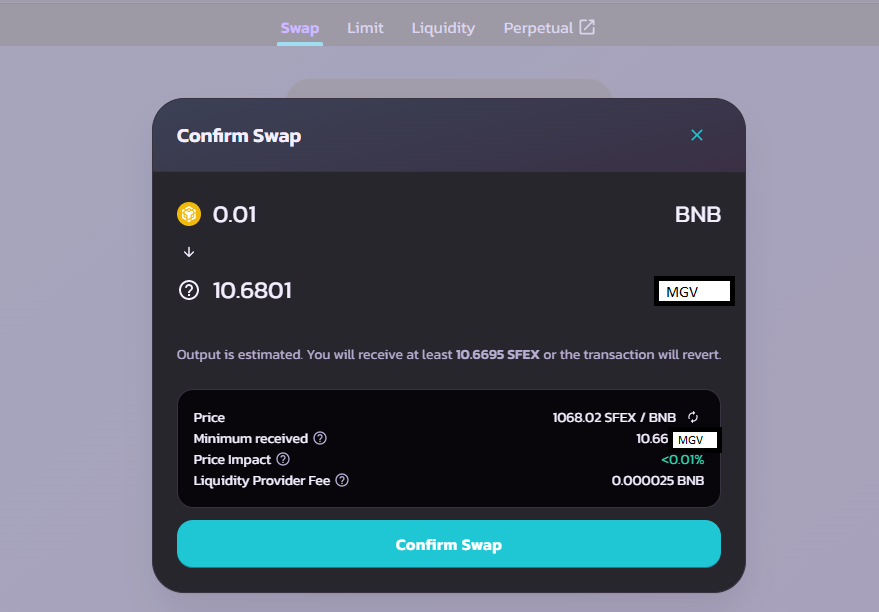 Swap Limit Liquidity Perpetual
Confirm Swap
0.01 BNB
10.6801 MGV
Output is estimated. You will receive at least 10.6695 SFEX or the transaction will revert.
Price 1068.02 SFEX / BNB
Minimum received 10.66 MGV
Price Impact <0.01%
Liquidity Provider Fee 0.000025 BNB
Confirm Swap